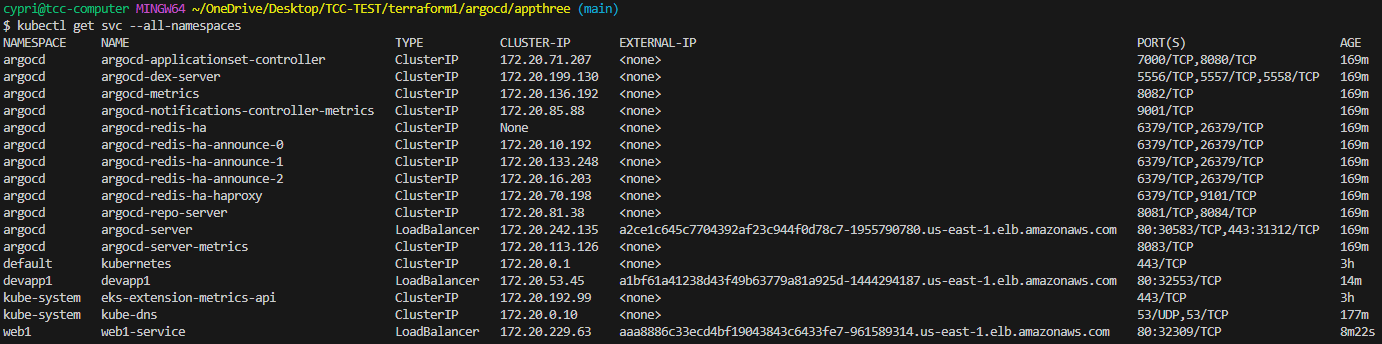 cypri@tcc-computer MINGW64 ~/OneDrive/Desktop/TCC-TEST/terraform1/argocd/appthree (main)
$ kubectl get svc --all-namespaces
NAMESPACE NAME TYPE CLUSTER-IP EXTERNAL-IP PORT(S) AGE
argocd argocd-applicationset-controller ClusterIP 172.20.71.207 <none> 7000/TCP,8080/TCP 169m
argocd argocd-dex-server ClusterIP 172.20.199.130 <none> 5556/TCP,5557/TCP,5558/TCP 169m
argocd argocd-metrics ClusterIP 172.20.136.192 <none> 8082/TCP 169m
argocd argocd-notifications-controller-metrics ClusterIP 172.20.85.88 <none> 9001/TCP 169m
argocd argocd-redis-ha ClusterIP None <none> 6379/TCP,26379/TCP 169m
argocd argocd-redis-ha-announce-0 ClusterIP 172.20.10.192 <none> 6379/TCP,26379/TCP 169m
argocd argocd-redis-ha-announce-1 ClusterIP 172.20.133.248 <none> 6379/TCP,26379/TCP 169m
argocd argocd-redis-ha-announce-2 ClusterIP 172.20.16.203 <none> 6379/TCP,26379/TCP 169m
argocd argocd-redis-ha-haproxy ClusterIP 172.20.70.198 <none> 6379/TCP,9101/TCP 169m
argocd argocd-repo-server ClusterIP 172.20.81.38 <none> 8081/TCP,8084/TCP 169m
argocd argocd-server LoadBalancer 172.20.242.135 a2ce1c645c7704392af23c944f0d78c7-1955790780.us-east-1.elb.amazonaws.com 80:30583/TCP,443:31312/TCP 169m
argocd argocd-server-metrics ClusterIP 172.20.113.126 <none> 8083/TCP 169m
default kubernetes ClusterIP 172.20.0.1 <none> 443/TCP 3h
devapp1 devapp1 LoadBalancer 172.20.53.45 a1bf61a41238d43f49b63779a81a925d-1444294187.us-east-1.elb.amazonaws.com 80:32553/TCP 14m
kube-system eks-extension-metrics-api ClusterIP 172.20.192.99 <none> 443/TCP 3h
kube-system kube-dns ClusterIP 172.20.0.10 <none> 53/UDP,53/TCP 177m
web1 web1-service LoadBalancer 172.20.229.63 aaa8886c33ecd4bf19043843c6433fe7-961589314.us-east-1.elb.amazonaws.com 80:32309/TCP 8m22s